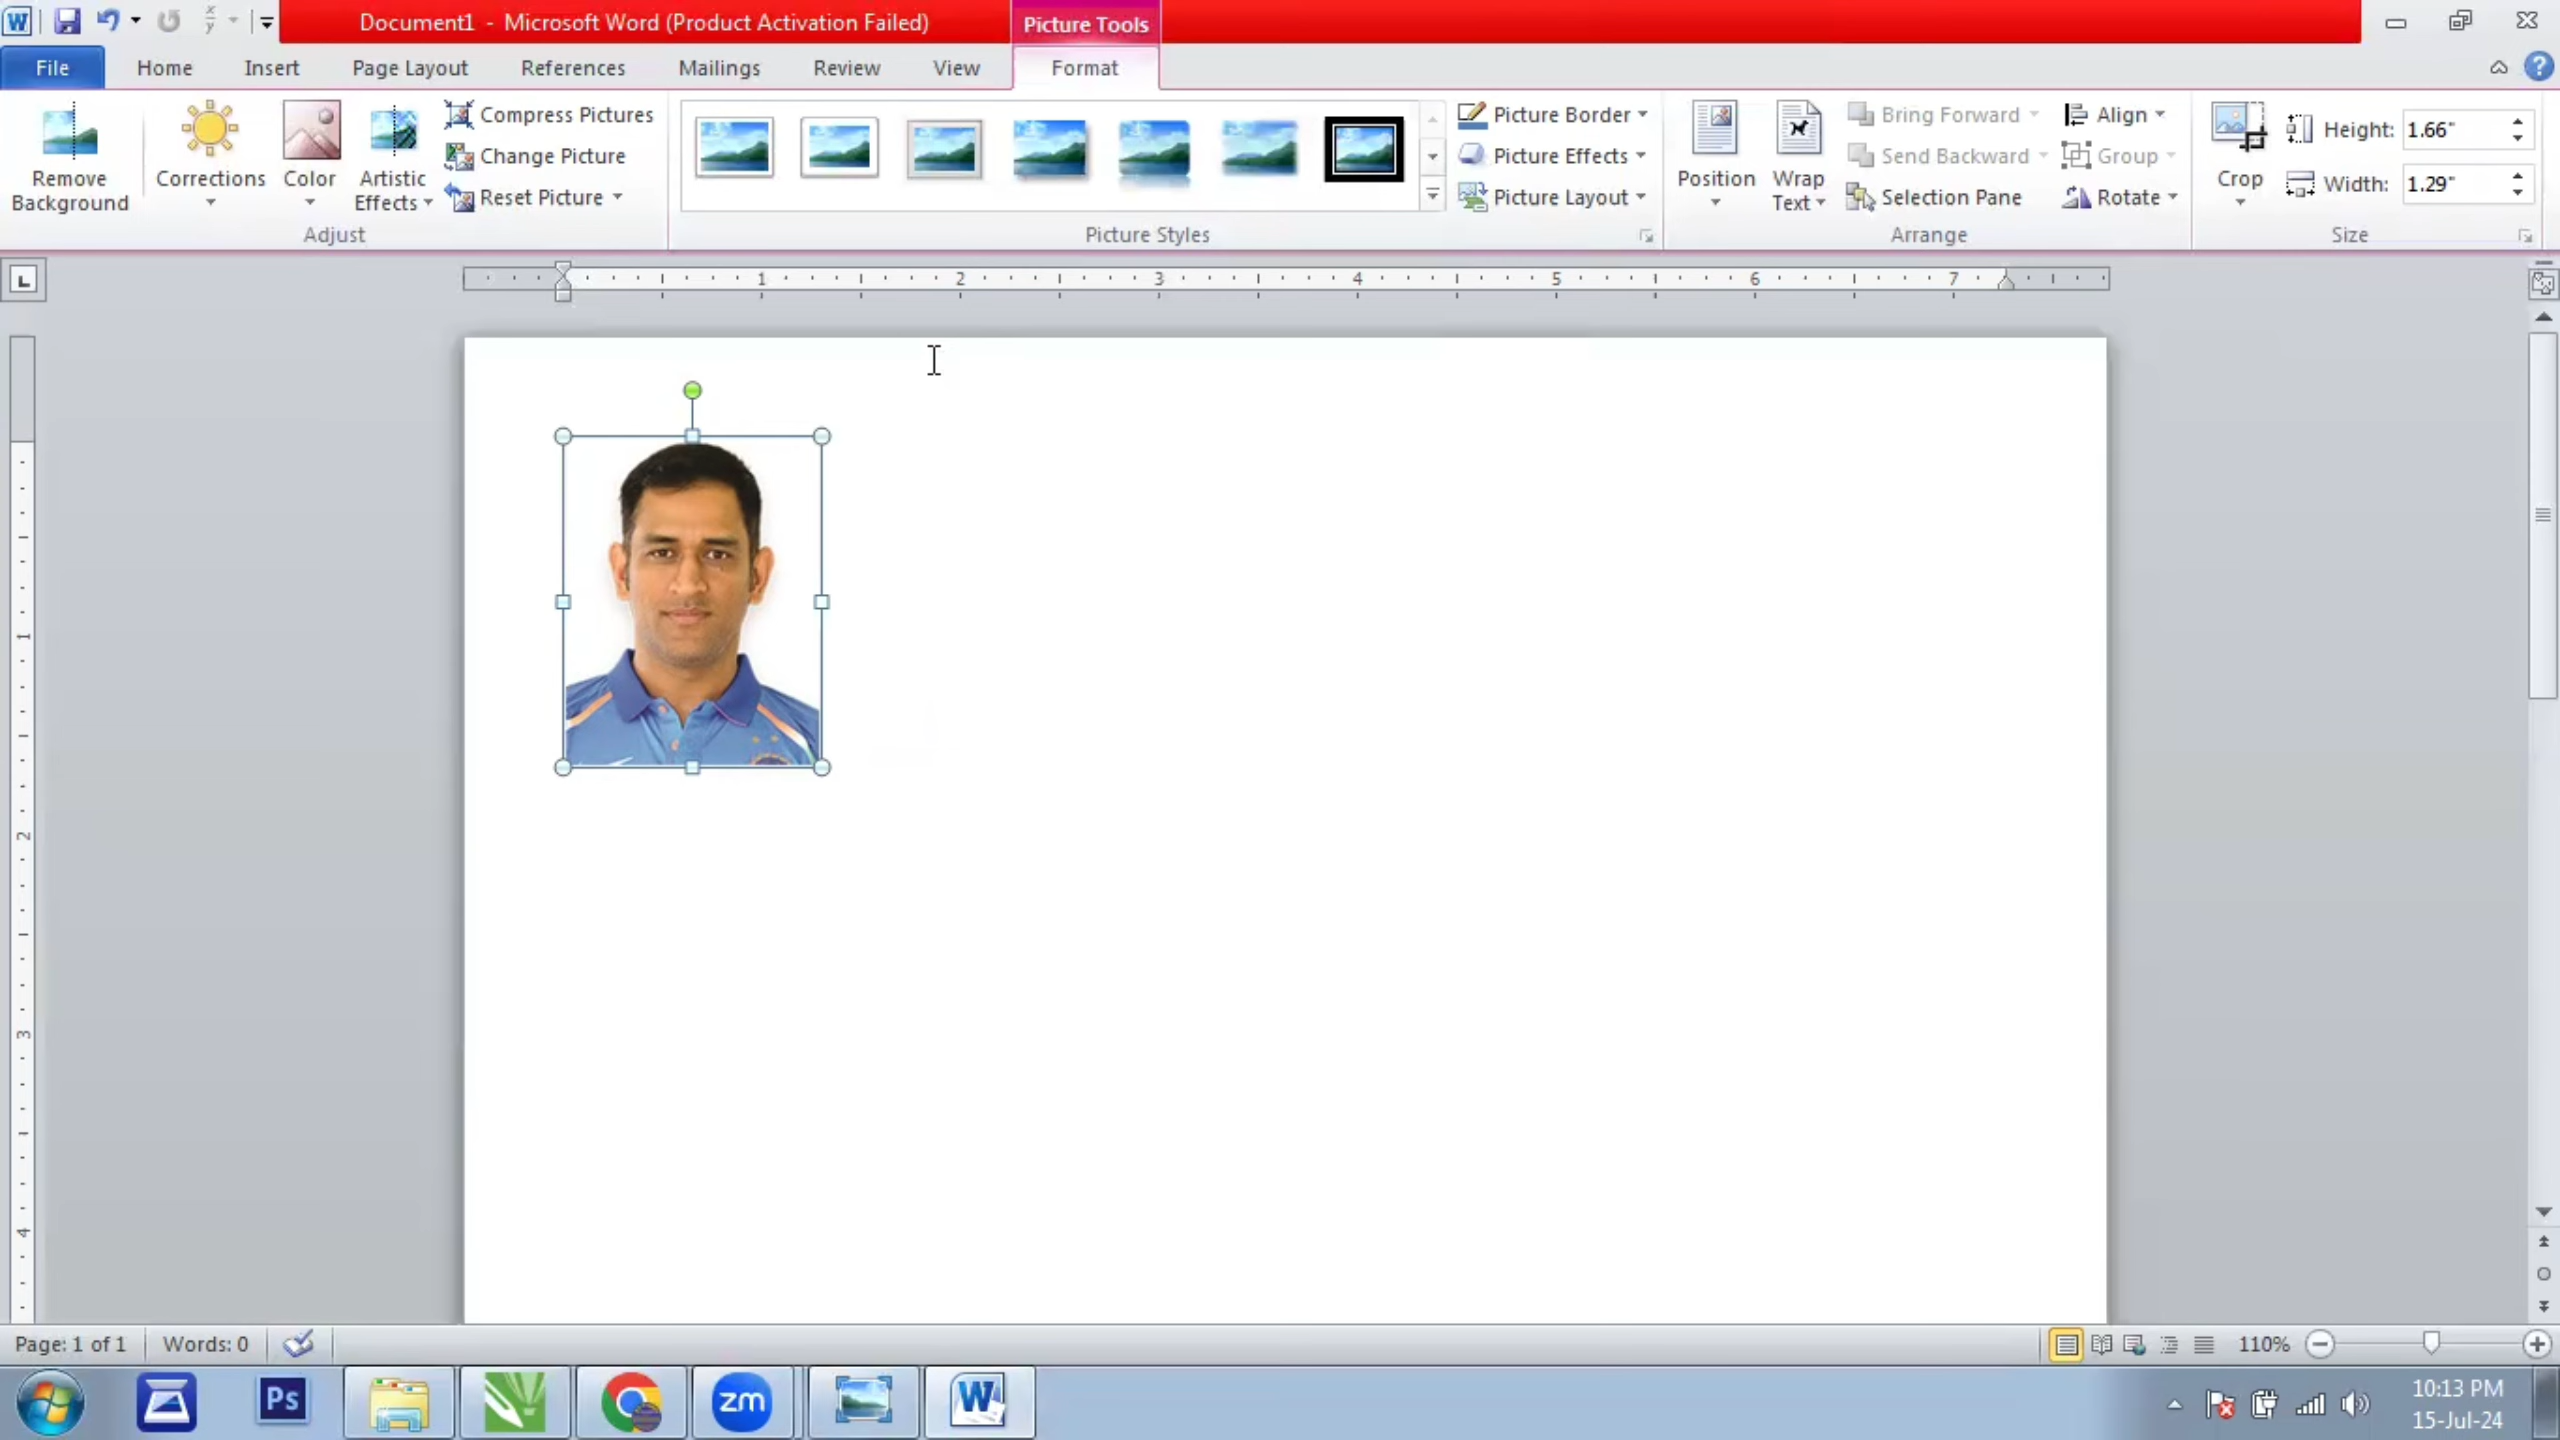 Document1 - Microsoft Word (Product Activation Failed)
Picture Tools
File
Home
Insert
Page Layout
References
Mailings
Review
View
Format
Remove Background
Corrections
Color
Artistic Effects
Compress Pictures
Change Picture
Reset Picture
Adjust
Picture Styles
Picture Border
Picture Effects
Picture Layout
Position
Wrap Text
Bring Forward
Send Backward
Selection Pane
Align
Group
Rotate
Arrange
Crop
Height: 1.66"
Width: 1.29"
Size
L
1 2 3 4 5 6 7
1
2
3
4
Page: 1 of 1
Words: 0
110%
Ps
zm
W
10:13 PM
15-Jul-24